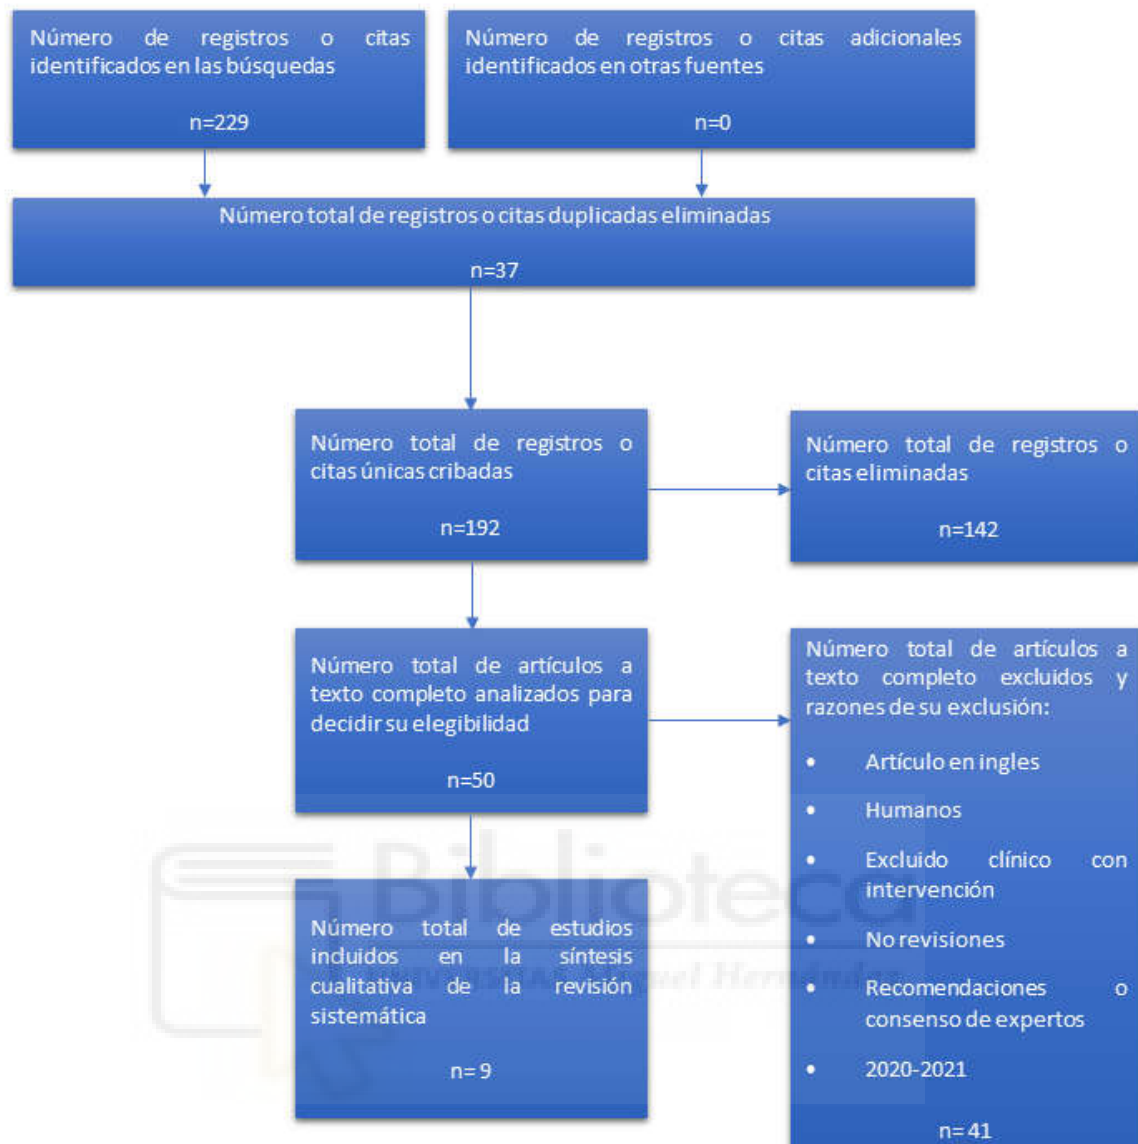 Número de registros o citas
identificados en las búsquedas
n=229
Número de registros o citas adicionales
identificados en otras fuentes
n=0
Número total de registros o citas duplicadas eliminadas
n=37
Número total de registros o
citas únicas cribadas
n=192
Número total de registros o
citas eliminadas
n=142
Número total de artículos a
texto completo analizados para
decidir su elegibilidad
n=50
Número total de artículos a
texto completo excluidos y
razones de su exclusión:
• Artículo en ingles
• Humanos
• Excluido clínico con
intervención
• No revisiones
• Recomendaciones o
consenso de expertos
• 2020-2021
n= 41
Número total de estudios
incluidos en la síntesis
cualitativa de la revisión
sistemática
n= 9
Biblioteca
UNIVERSITAS Miguel Hernández